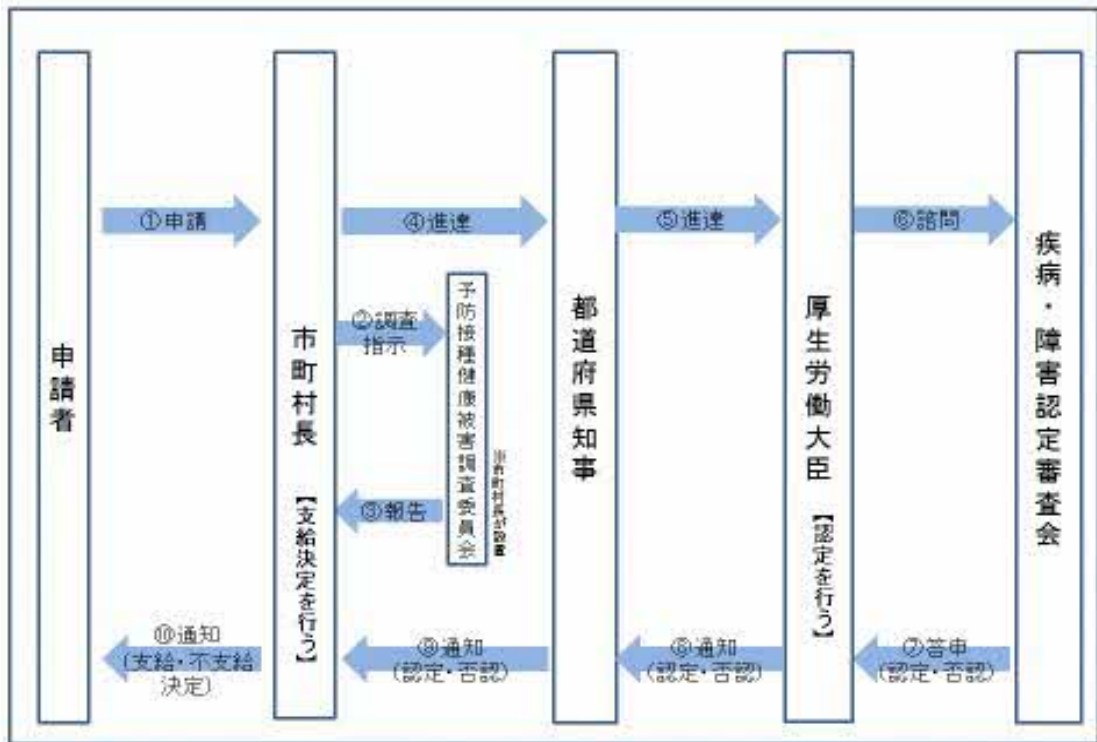 申請者
①申請
市町村長 【支給決定を行う】
④進達
②調査
指示
予防接種健康被害調査委員会
※市町村長が設置
③報告
都道府県知事
⑤進達
厚生労働大臣 【認定を行う】
⑥諮問
疾病・障害認定審査会
⑦答申
(認定・否認)
⑧通知
(認定・否認)
⑨通知
(認定・否認)
⑩通知
(支給・不支給
決定)